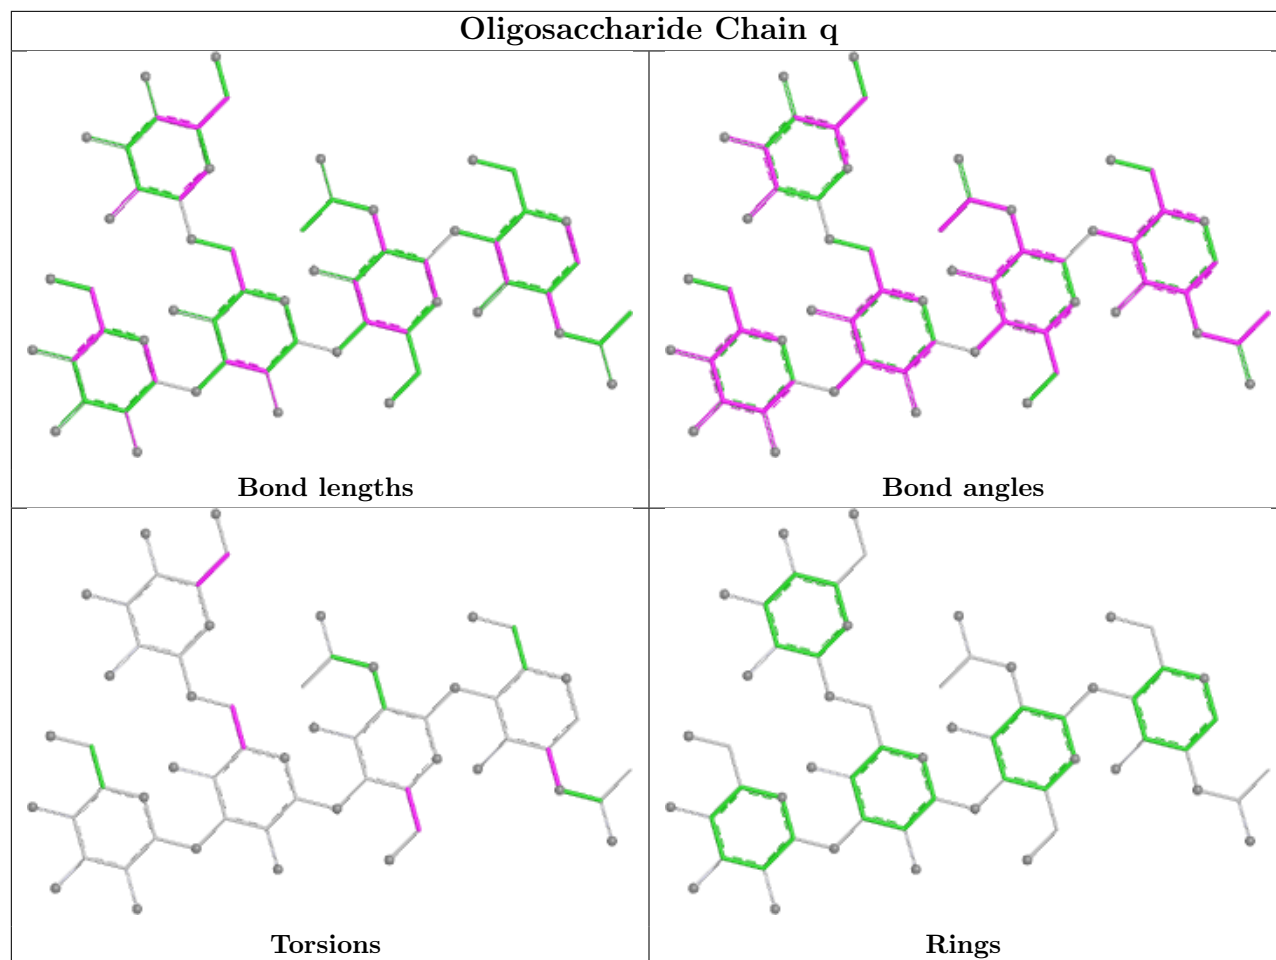 Oligosaccharide Chain q
Bond lengths
Bond angles
Torsions
Rings